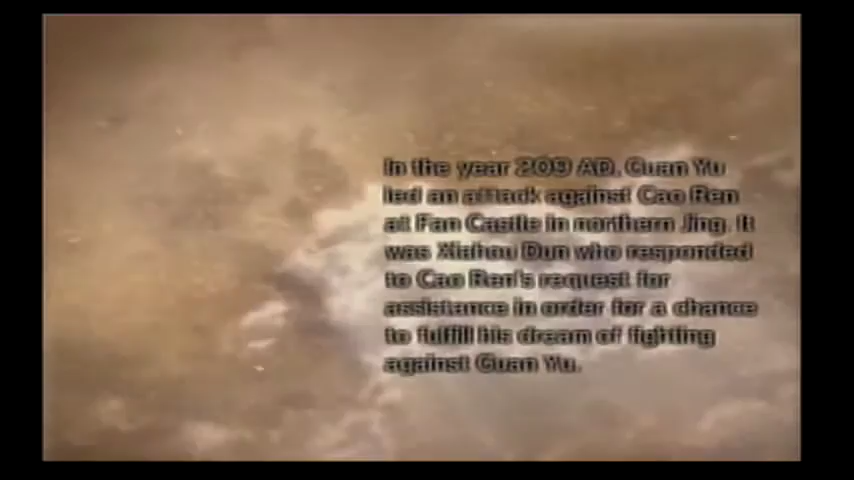 In the year 209 AD, Guan Yu
led an attack against Cao Ren
at Fan Castle in northern Jing. It
was Xiahou Dun who responded
to Cao Ren's request for
assistance in order for a chance
to fulfill his dream of fighting
against Guan Yu.